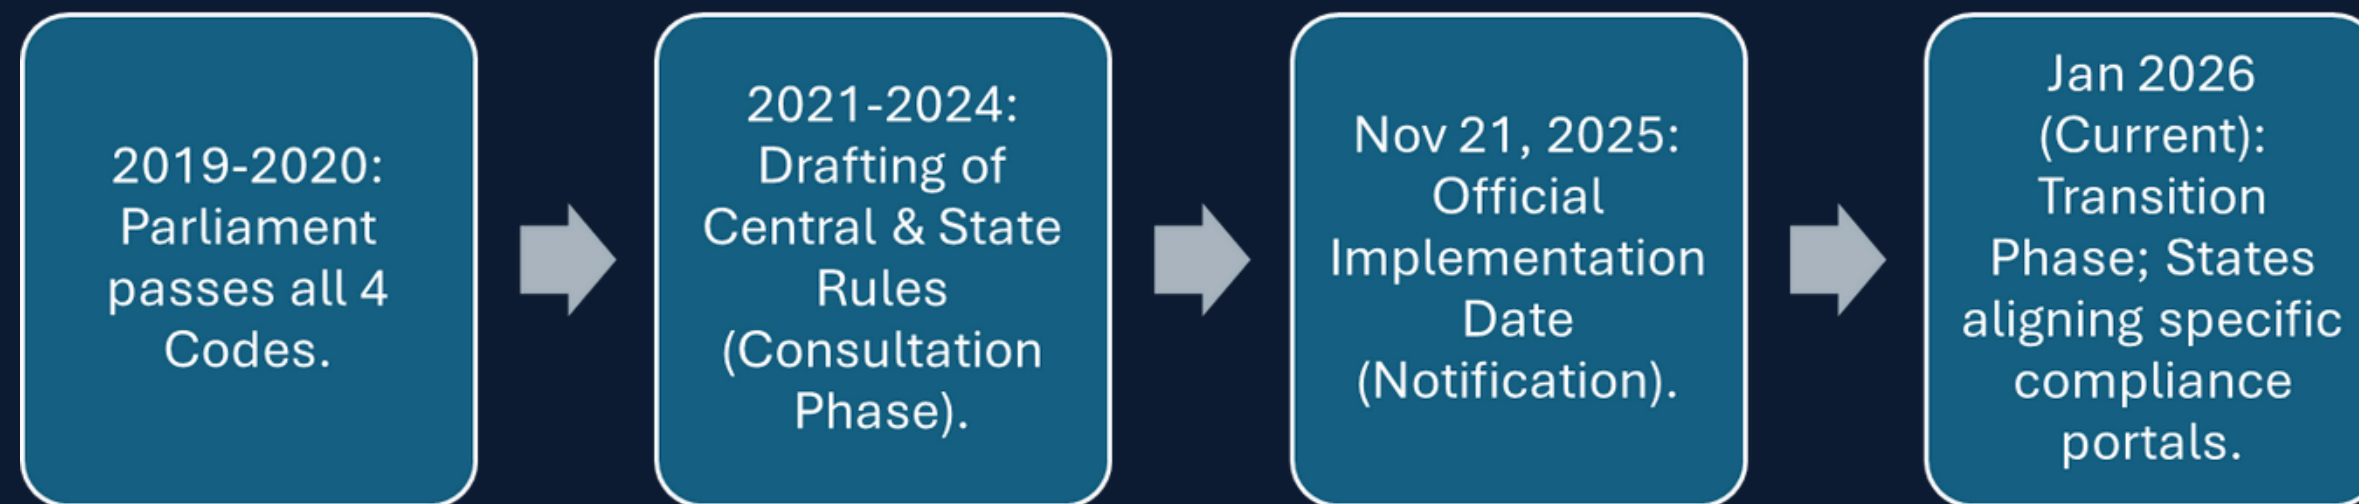 2019-2020:
Parliament
passes all 4
Codes.
2021-2024:
Drafting of
Central & State
Rules
(Consultation
Phase).
Nov 21, 2025:
Official
Implementation
Date
(Notification).
Jan 2026
(Current):
Transition
Phase; States
aligning specific
compliance
portals.